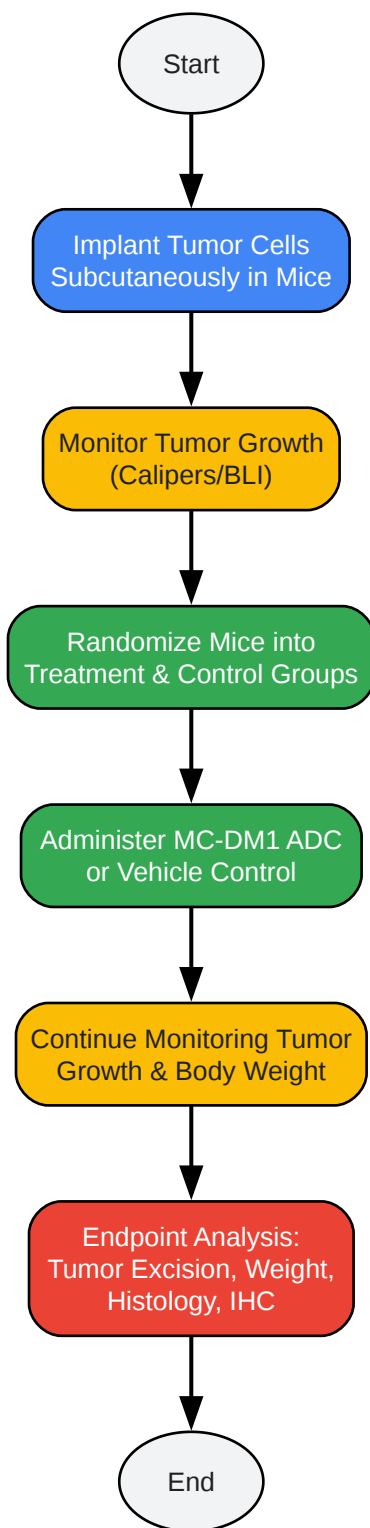 Start
Implant Tumor Cells
Subcutaneously in Mice
Monitor Tumor Growth
(Calipers/BLI)
Randomize Mice into
Treatment & Control Groups
Administer MC-DM1 ADC
or Vehicle Control
Continue Monitoring Tumor
Growth & Body Weight
Endpoint Analysis:
Tumor Excision, Weight,
Histology, IHC
End